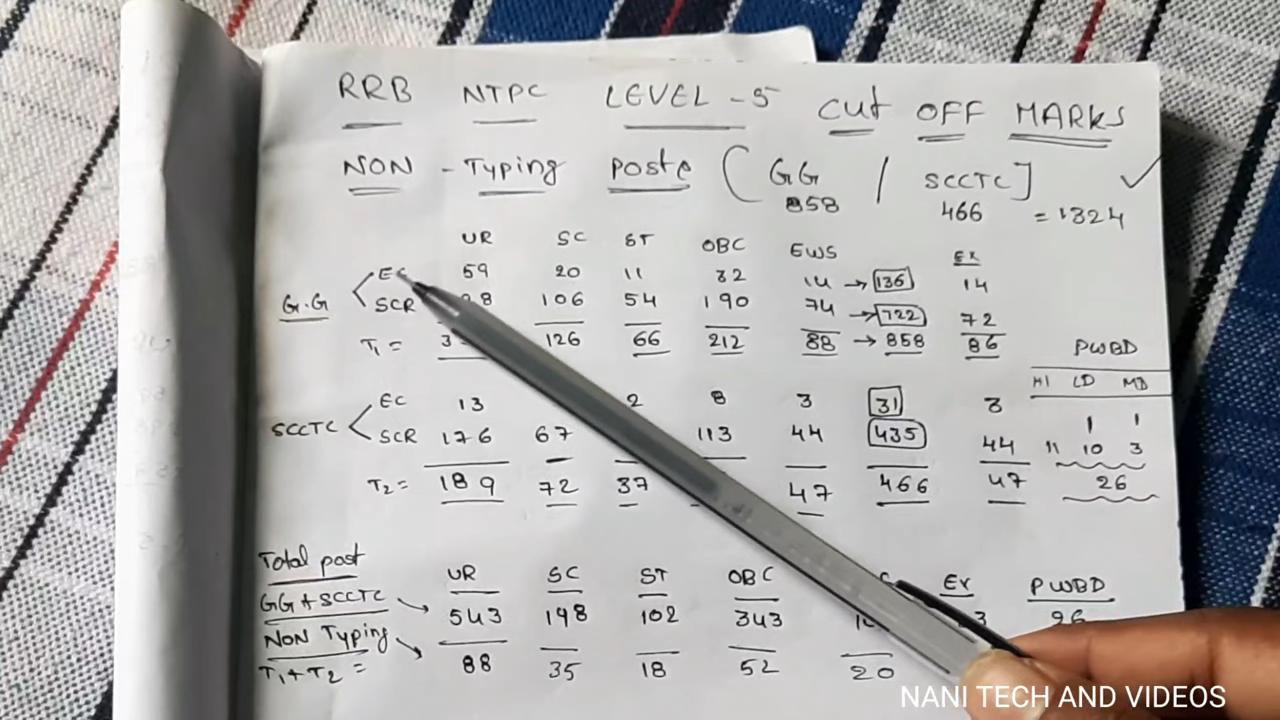 RRB NTPC LEVEL-5 CUt OFF MARKS
NON - Typing Posts ( GG / SCCTC ]
858 466 = 1324
UR SC ST OBC EWS EX
G.G
EC 59 20 11 32 14 → 136 14
SCR 106 54 190 74 → 722 72
T1 = 126 66 212 88 → 858 86
PWBD
HI LD MD
SCCTC
EC 13 2 8 3 31 3 1 1
SCR 176 67 113 44 435 44 11 10 3
T2 = 189 72 37 47 466 47 26
Total post
UR SC ST OBC EX PWBD
GG + SCCTC → 543 198 102 343
NON Typing →
T1 + T2 = 88 35 18 52 20
NANI TECH AND VIDEOS